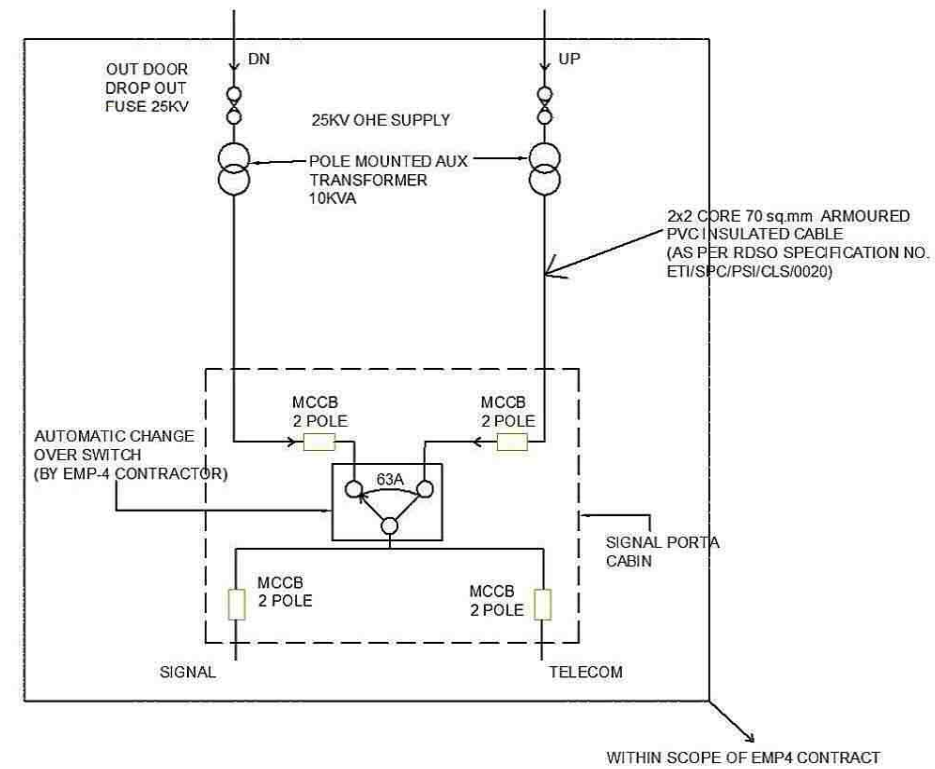 DN
UP
OUT DOOR
DROP OUT
FUSE 25KV
25KV OHE SUPPLY
POLE MOUNTED AUX
TRANSFORMER
10KVA
2x2 CORE 70 sq.mm ARMOURED
PVC INSULATED CABLE
(AS PER RDSO SPECIFICATION NO.
ETI/SPC/PSI/CLS/0020)
MCCB
2 POLE
MCCB
2 POLE
AUTOMATIC CHANGE
OVER SWITCH
(BY EMP-4 CONTRACTOR)
63A
SIGNAL PORTA
CABIN
MCCB
2 POLE
MCCB
2 POLE
SIGNAL
TELECOM
WITHIN SCOPE OF EMP4 CONTRACT